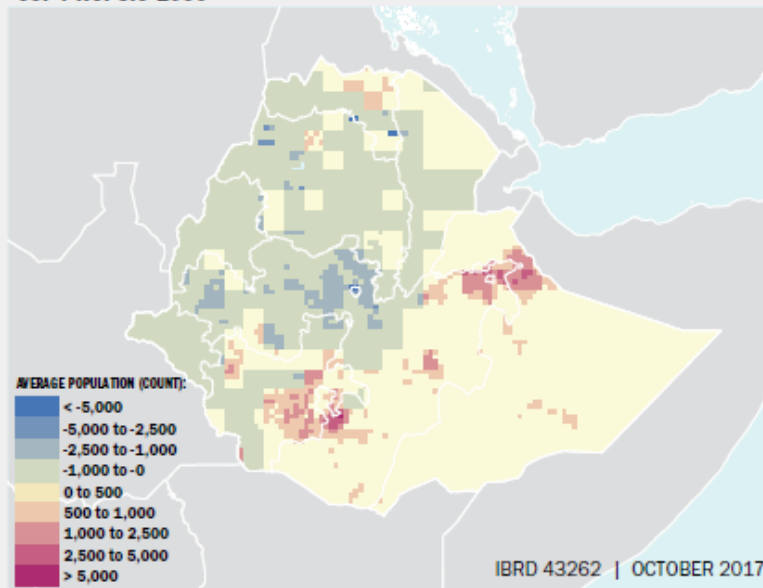 AVERAGE POPULATION (COUNT):
< -5,000
-5,000 to -2,500
-2,500 to -1,000
-1,000 to -0
0 to 500
500 to 1,000
1,000 to 2,500
2,500 to 5,000
> 5,000
IBRD 43262 | OCTOBER 2017